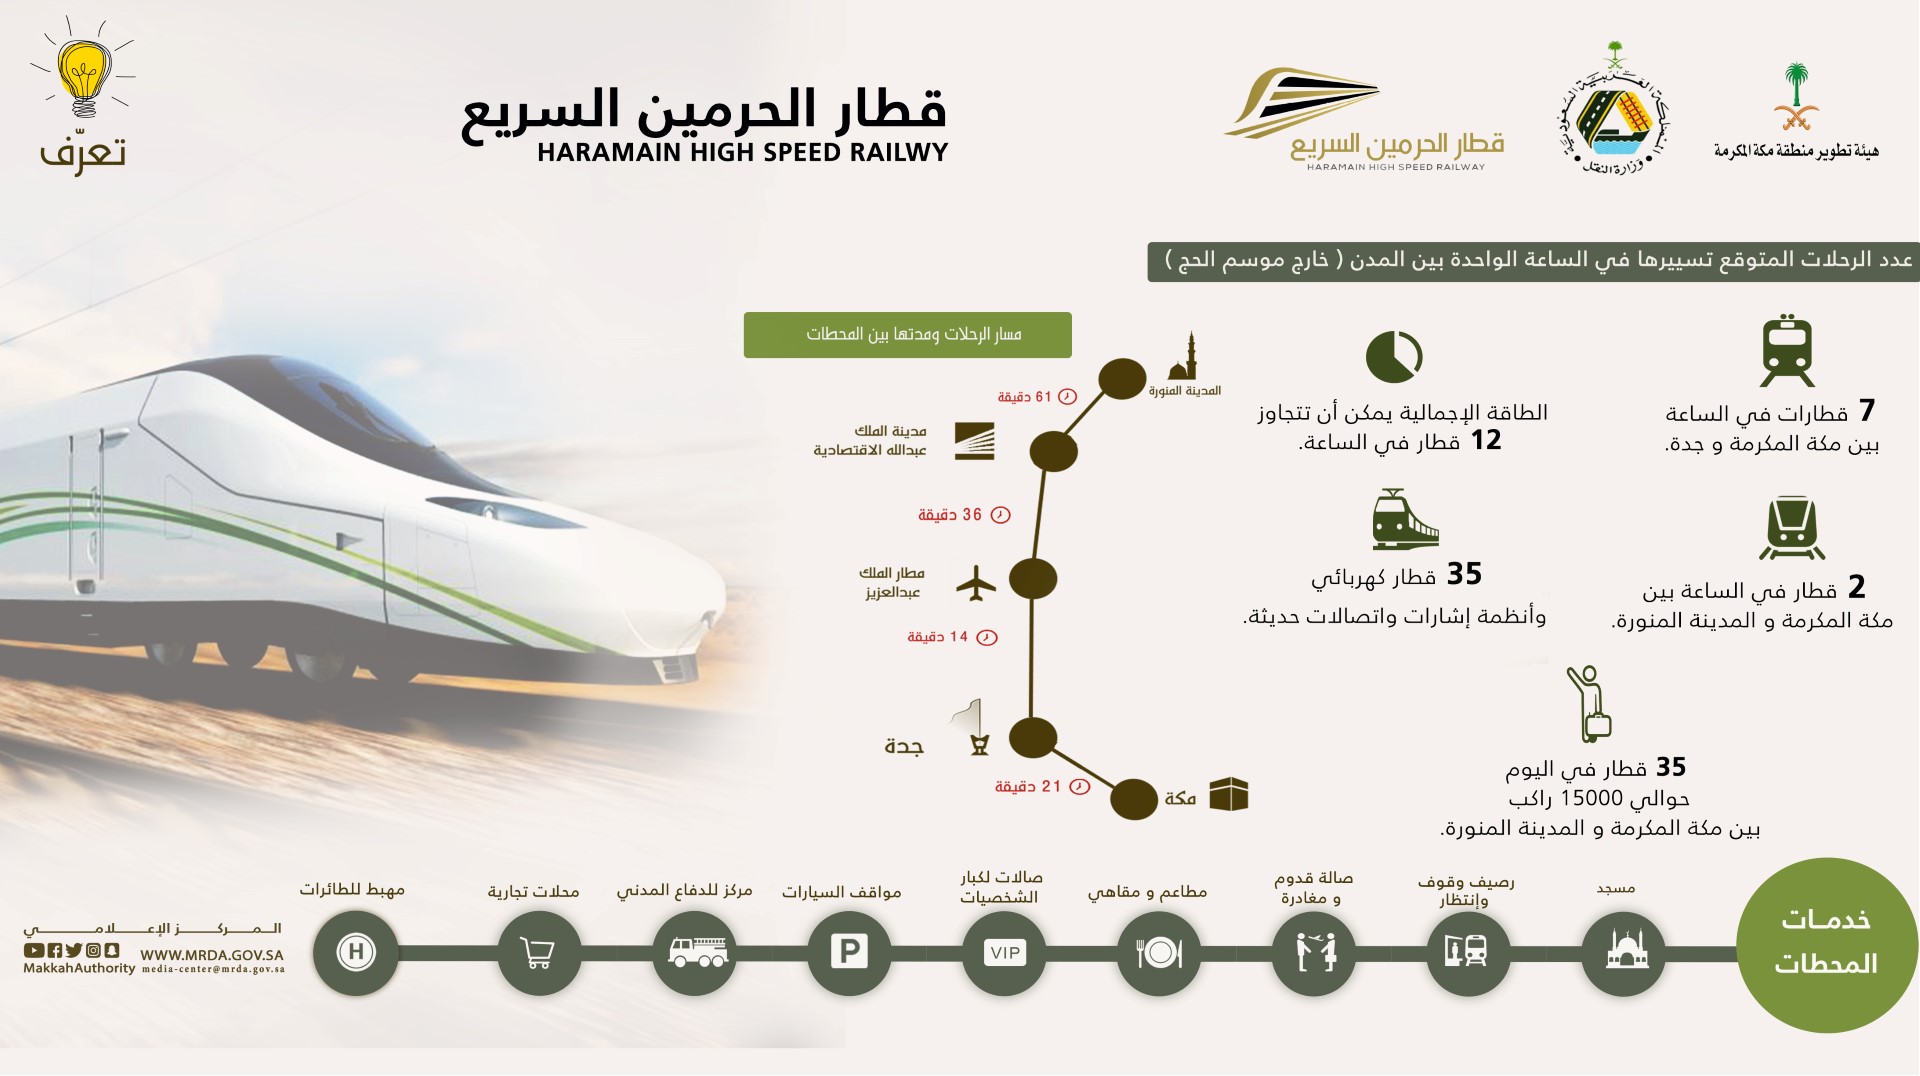 تعرّف
قطار الحرمين السريع
HARAMAIN HIGH SPEED RAILWY
قطار الحرمين السريع
HARAMAIN HIGH SPEED RAILWAY
المملكة العربية السعودية
وزارة النقل
هيئة تطوير منطقة مكة المكرمة
عدد الرحلات المتوقع تسييرها في الساعة الواحدة بين المدن ( خارج موسم الحج )
7 قطارات في الساعة
بين مكة المكرمة و جدة.
الطاقة الإجمالية يمكن أن تتجاوز
12 قطار في الساعة.
2 قطار في الساعة بين
مكة المكرمة و المدينة المنورة.
35 قطار كهربائي
وأنظمة إشارات واتصالات حديثة.
35 قطار في اليوم
حوالي 15000 راكب
بين مكة المكرمة و المدينة المنورة.
مسار الرحلات ومدتها بين المحطات
المدينة المنورة
61 دقيقة
مدينة الملك
عبدالله الاقتصادية
36 دقيقة
مطار الملك
عبدالعزيز
14 دقيقة
جدة
21 دقيقة
مكة
خدمـات
المحطات
مسجد
رصيف وقوف
وإنتظار
صالة قدوم
و مغادرة
مطاعم و مقاهي
صالات لكبار
الشخصيات
VIP
مواقف السيارات
P
مركز للدفاع المدني
محلات تجارية
مهبط للطائرات
H
المـركـز الإعـلامـي
WWW.MRDA.GOV.SA
MakkahAuthority
media-center@mrda.gov.sa